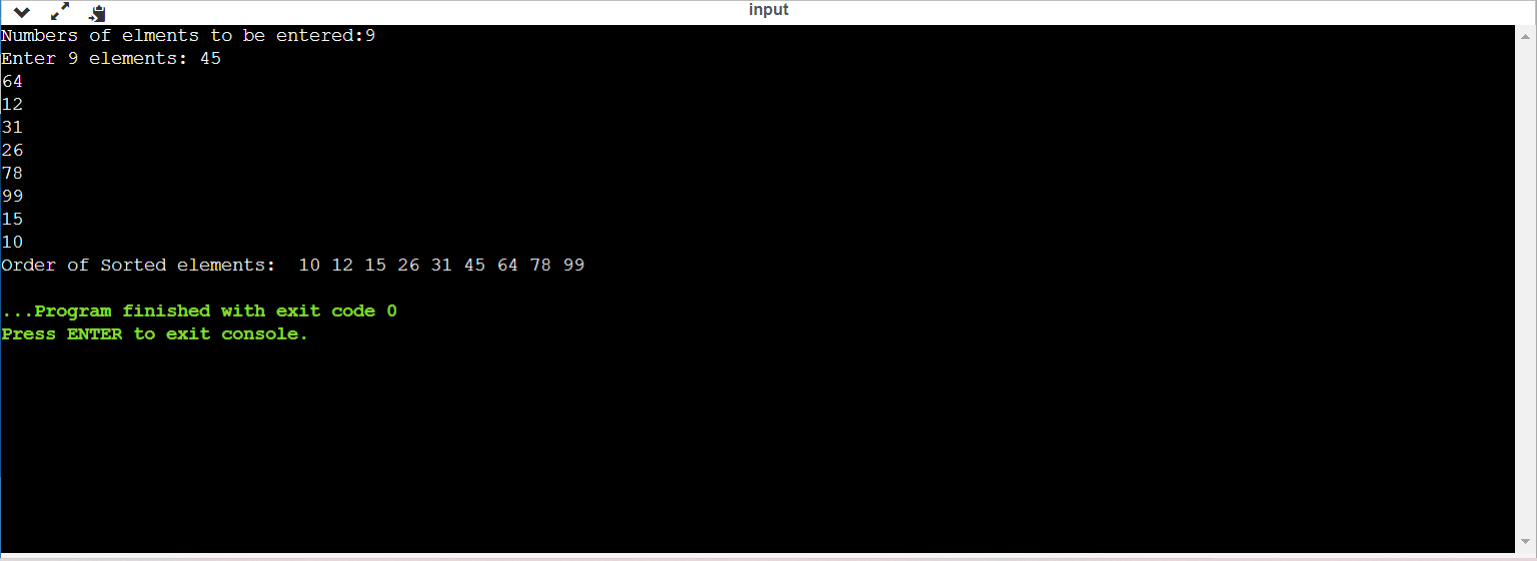 input
Numbers of elments to be entered:9
Enter 9 elements: 45
64
12
31
26
78
99
15
10
Order of Sorted elements:  10 12 15 26 31 45 64 78 99
...Program finished with exit code 0
Press ENTER to exit console.